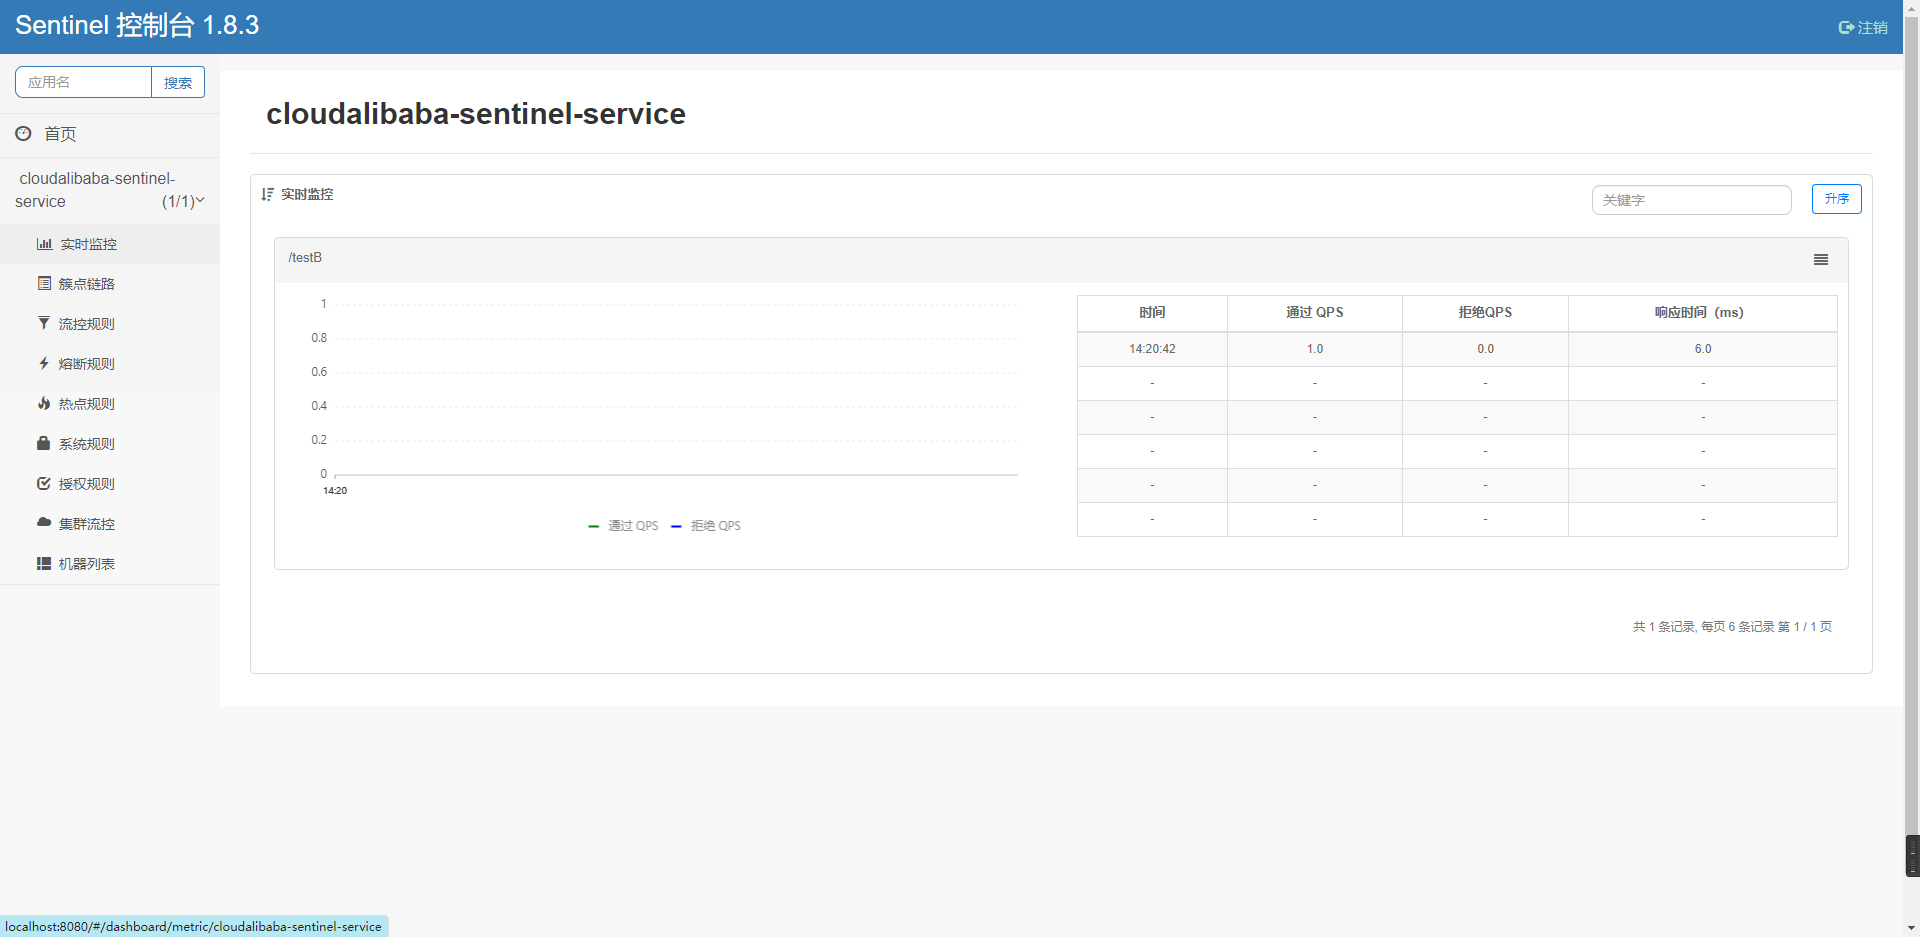 Sentinel 控制台 1.8.3
注销
应用名
搜索
首页
cloudalibaba-sentinel-
service (1/1)
实时监控
簇点链路
流控规则
熔断规则
热点规则
系统规则
授权规则
集群流控
机器列表
cloudalibaba-sentinel-service
实时监控
关键字
升序
/testB
1
0.8
0.6
0.4
0.2
0
14:20
通过 QPS 拒绝 QPS
时间 通过 QPS 拒绝QPS 响应时间（ms）
14:20:42 1.0 0.0 6.0
- - - -
- - - -
- - - -
- - - -
- - - -
共 1 条记录, 每页 6 条记录 第 1 / 1 页
localhost:8080/#/dashboard/metric/cloudalibaba-sentinel-service